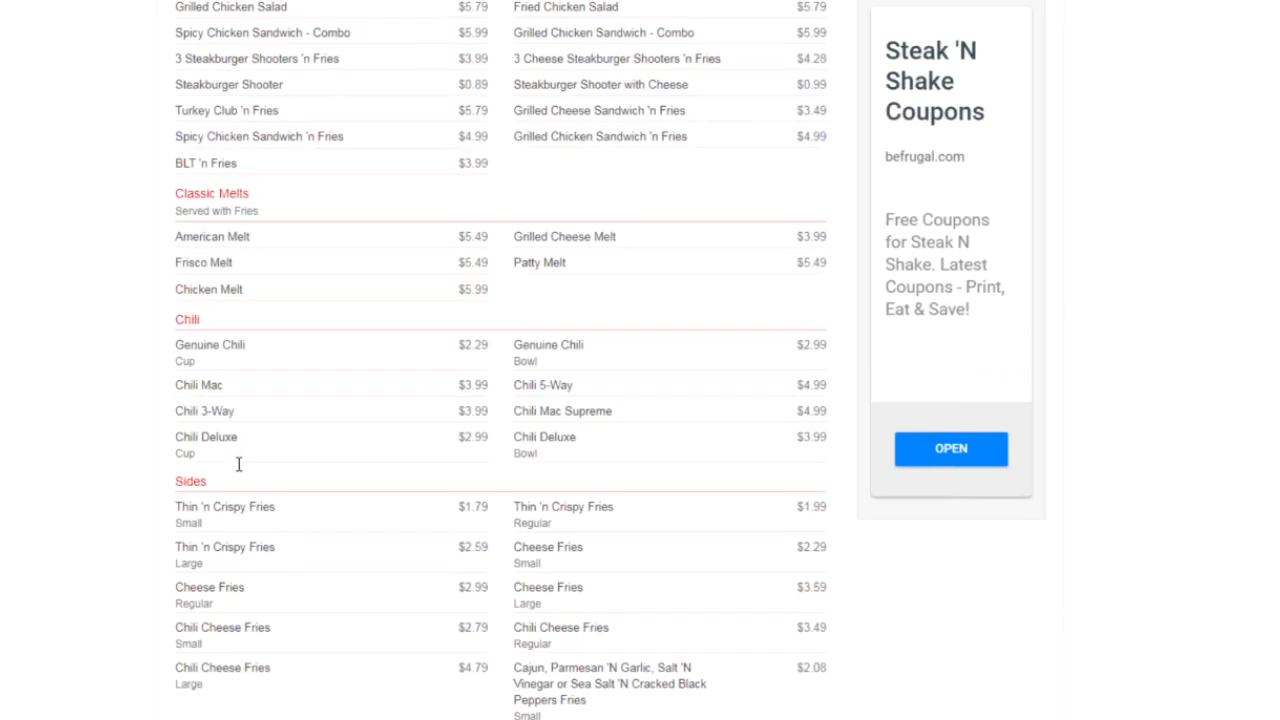 Grilled Chicken Salad $5.79 Fried Chicken Salad $5.79
Spicy Chicken Sandwich - Combo $5.99 Grilled Chicken Sandwich - Combo $5.99
3 Steakburger Shooters 'n Fries $3.99 3 Cheese Steakburger Shooters 'n Fries $4.28
Steakburger Shooter $0.89 Steakburger Shooter with Cheese $0.99
Turkey Club 'n Fries $5.79 Grilled Cheese Sandwich 'n Fries $3.49
Spicy Chicken Sandwich 'n Fries $4.99 Grilled Chicken Sandwich 'n Fries $4.99
BLT 'n Fries $3.99
Classic Melts
Served with Fries
American Melt $5.49 Grilled Cheese Melt $3.99
Frisco Melt $5.49 Patty Melt $5.49
Chicken Melt $5.99
Chili
Genuine Chili $2.29 Genuine Chili $2.99
Cup Bowl
Chili Mac $3.99 Chili 5-Way $4.99
Chili 3-Way $3.99 Chili Mac Supreme $4.99
Chili Deluxe $2.99 Chili Deluxe $3.99
Cup Bowl
Sides
Thin 'n Crispy Fries $1.79 Thin 'n Crispy Fries $1.99
Small Regular
Thin 'n Crispy Fries $2.59 Cheese Fries $2.29
Large Small
Cheese Fries $2.99 Cheese Fries $3.59
Regular Large
Chili Cheese Fries $2.79 Chili Cheese Fries $3.49
Small Regular
Chili Cheese Fries $4.79 Cajun, Parmesan 'N Garlic, Salt 'N $2.08
Large Vinegar or Sea Salt 'N Cracked Black
Peppers Fries
Small
Steak 'N
Shake
Coupons
befrugal.com
Free Coupons
for Steak N
Shake. Latest
Coupons - Print,
Eat & Save!
OPEN